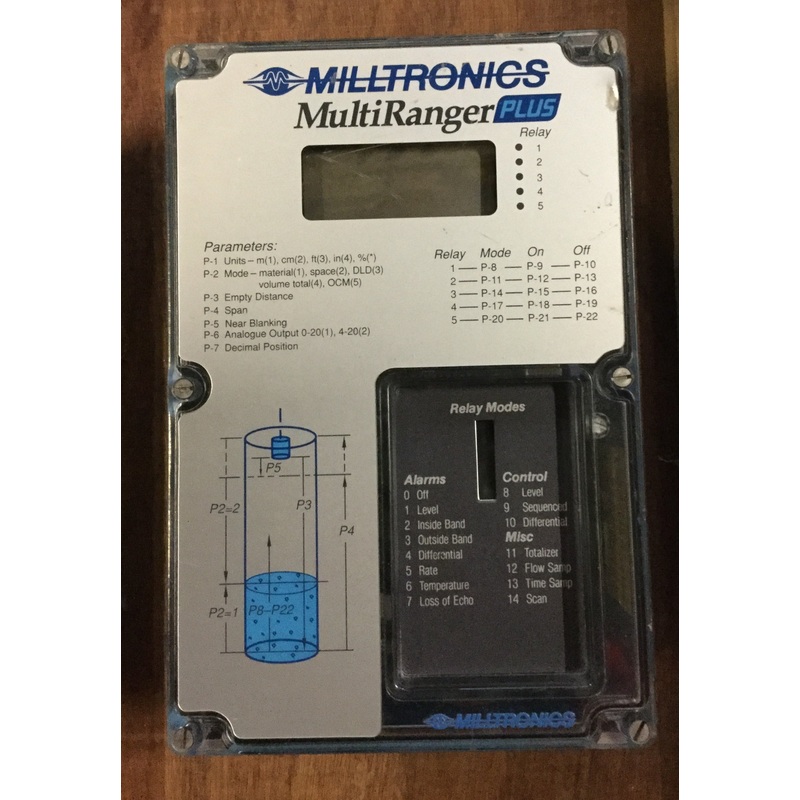 MILLTRONICS
MultiRanger PLUS
Relay
1
2
3
4
5
Parameters:
P-1 Units – m(1), cm(2), ft(3), in(4), %(*)
P-2 Mode – material(1), space(2), DLD(3)
volume total(4), OCM(5)
P-3 Empty Distance
P-4 Span
P-5 Near Blanking
P-6 Analogue Output 0-20(1), 4-20(2)
P-7 Decimal Position
Relay Mode On Off
1 — P-8 — P-9 — P-10
2 — P-11 — P-12 — P-13
3 — P-14 — P-15 — P-16
4 — P-17 — P-18 — P-19
5 — P-20 — P-21 — P-22
P5
P2=2
P3
P4
P2=1
P8–P22
Relay Modes
Alarms
0 Off
1 Level
2 Inside Band
3 Outside Band
4 Differential
5 Rate
6 Temperature
7 Loss of Echo
Control
8 Level
9 Sequenced
10 Differential
Misc
11 Totalizer
12 Flow Samp
13 Time Samp
14 Scan
MILLTRONICS